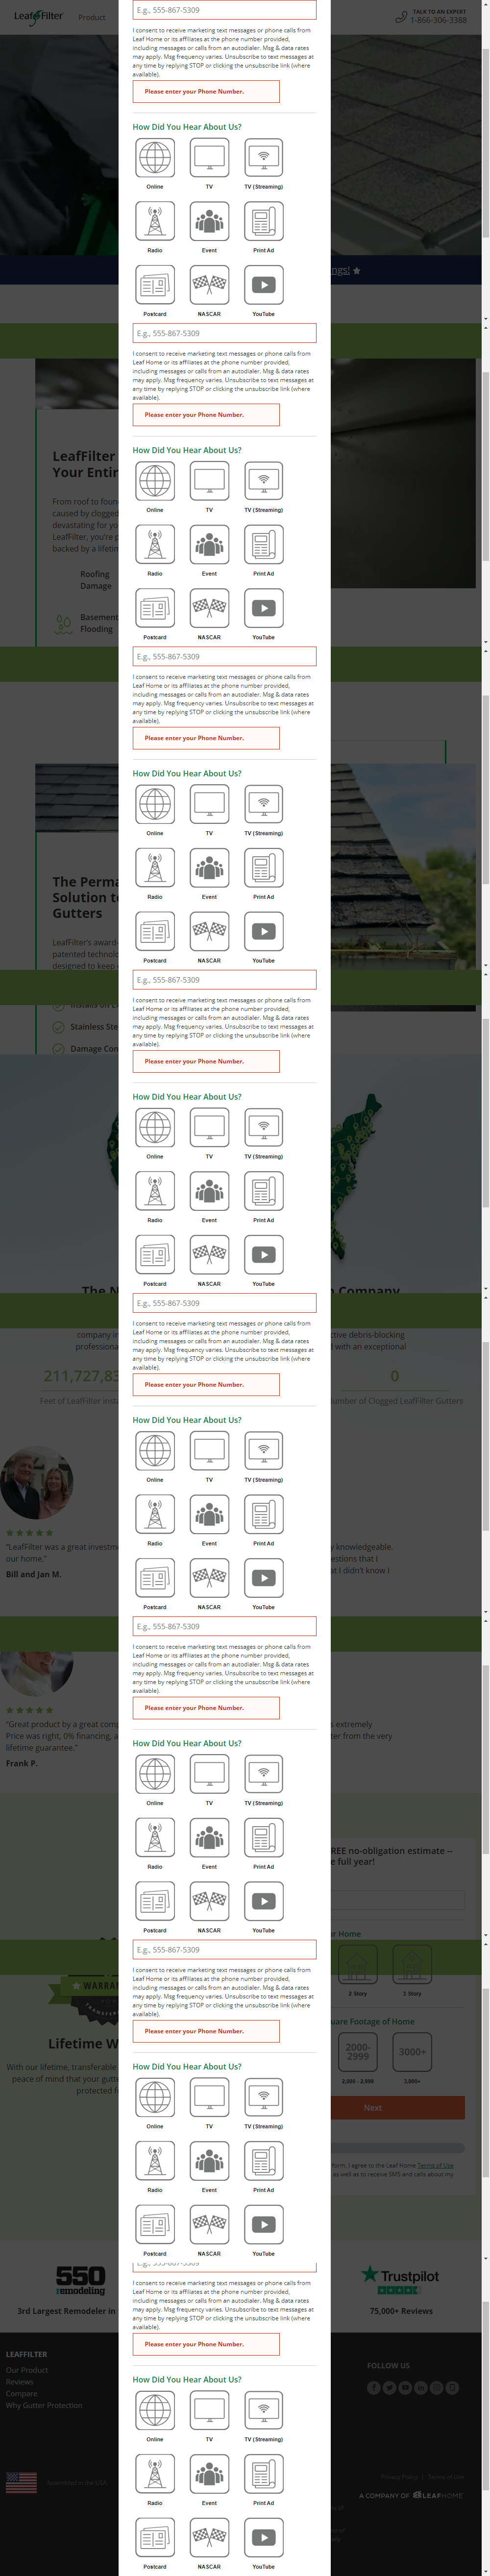 LeafFilter
Product
TALK TO AN EXPERT
1-866-306-3388
E.g., 555-867-5309
I consent to receive marketing text messages or phone calls from
Leaf Home or its affiliates at the phone number provided,
including messages or calls from an autodialer. Msg & data rates
may apply. Msg frequency varies. Unsubscribe to text messages at
any time by replying STOP or clicking the unsubscribe link (where
available).
Please enter your Phone Number.
How Did You Hear About Us?
Online
TV
TV (Streaming)
Radio
Event
Print Ad
ngs!
Postcard
NASCAR
YouTube
E.g., 555-867-5309
I consent to receive marketing text messages or phone calls from
Leaf Home or its affiliates at the phone number provided,
including messages or calls from an autodialer. Msg & data rates
may apply. Msg frequency varies. Unsubscribe to text messages at
any time by replying STOP or clicking the unsubscribe link (where
available).
Please enter your Phone Number.
How Did You Hear About Us?
LeafFilter
Your Entir
From roof to foun
caused by clogged
devastating for yo
LeafFilter, you're p
backed by a lifetim
Roofing
Damage
Basement
Flooding
Online
TV
TV (Streaming)
Radio
Event
Print Ad
Postcard
NASCAR
YouTube
E.g., 555-867-5309
I consent to receive marketing text messages or phone calls from
Leaf Home or its affiliates at the phone number provided,
including messages or calls from an autodialer. Msg & data rates
may apply. Msg frequency varies. Unsubscribe to text messages at
any time by replying STOP or clicking the unsubscribe link (where
available).
Please enter your Phone Number.
How Did You Hear About Us?
Online
TV
TV (Streaming)
The Perma
Solution to
Gutters
LeafFilter's award-
patented technolo
designed to keep
Radio
Event
Print Ad
Postcard
NASCAR
YouTube
E.g., 555-867-5309
I consent to receive marketing text messages or phone calls from
Leaf Home or its affiliates at the phone number provided,
including messages or calls from an autodialer. Msg & data rates
may apply. Msg frequency varies. Unsubscribe to text messages at
any time by replying STOP or clicking the unsubscribe link (where
available).
Stainless Ste
Damage Con
Please enter your Phone Number.
How Did You Hear About Us?
Online
TV
TV (Streaming)
Radio
Event
Print Ad
Postcard
NASCAR
YouTube
The N
Company
E.g., 555-867-5309
I consent to receive marketing text messages or phone calls from
Leaf Home or its affiliates at the phone number provided,
including messages or calls from an autodialer. Msg & data rates
may apply. Msg frequency varies. Unsubscribe to text messages at
any time by replying STOP or clicking the unsubscribe link (where
available).
company in
professiona
ctive debris-blocking
with an exceptional
Please enter your Phone Number.
211,727,83
Feet of LeafFilter insta
0
umber of Clogged LeafFilter Gutters
How Did You Hear About Us?
Online
TV
TV (Streaming)
Radio
Event
Print Ad
"LeafFilter was a great investme
our home."
Bill and Jan M.
y knowledgeable.
estions that I
t I didn't know I
Postcard
NASCAR
YouTube
E.g., 555-867-5309
I consent to receive marketing text messages or phone calls from
Leaf Home or its affiliates at the phone number provided,
including messages or calls from an autodialer. Msg & data rates
may apply. Msg frequency varies. Unsubscribe to text messages at
any time by replying STOP or clicking the unsubscribe link (where
available).
Please enter your Phone Number.
"Great product by a great comp
Price was right, 0% financing, a
lifetime guarantee."
Frank P.
s extremely
ter from the very
How Did You Hear About Us?
Online
TV
TV (Streaming)
Radio
Event
Print Ad
Postcard
NASCAR
YouTube
REE no-obligation estimate --
e full year!
ur Home
2 Story
3 Story
E.g., 555-867-5309
I consent to receive marketing text messages or phone calls from
Leaf Home or its affiliates at the phone number provided,
including messages or calls from an autodialer. Msg & data rates
may apply. Msg frequency varies. Unsubscribe to text messages at
any time by replying STOP or clicking the unsubscribe link (where
available).
Please enter your Phone Number.
WARRAN
Lifetime W
With our lifetime, transferable
peace of mind that your gutte
protected f
uare Footage of Home
2000-
2999
3000+
2,000 - 2,999
3,000+
Next
form, I agree to the Leaf Home Terms of Use
as well as to receive SMS and calls about my
How Did You Hear About Us?
Online
TV
TV (Streaming)
Radio
Event
Print Ad
Postcard
NASCAR
YouTube
E.g., 555-867-5309
I consent to receive marketing text messages or phone calls from
Leaf Home or its affiliates at the phone number provided,
including messages or calls from an autodialer. Msg & data rates
may apply. Msg frequency varies. Unsubscribe to text messages at
any time by replying STOP or clicking the unsubscribe link (where
available).
Please enter your Phone Number.
550
remodeling
3rd Largest Remodeler in
Trustpilot
75,000+ Reviews
LEAFFILTER
Our Product
Reviews
Compare
Why Gutter Protection
FOLLOW US
How Did You Hear About Us?
Online
TV
TV (Streaming)
Radio
Event
Print Ad
Postcard
NASCAR
YouTube
Assembled in the USA
Privacy Policy | Terms of Use
A COMPANY OF LEAFHOME